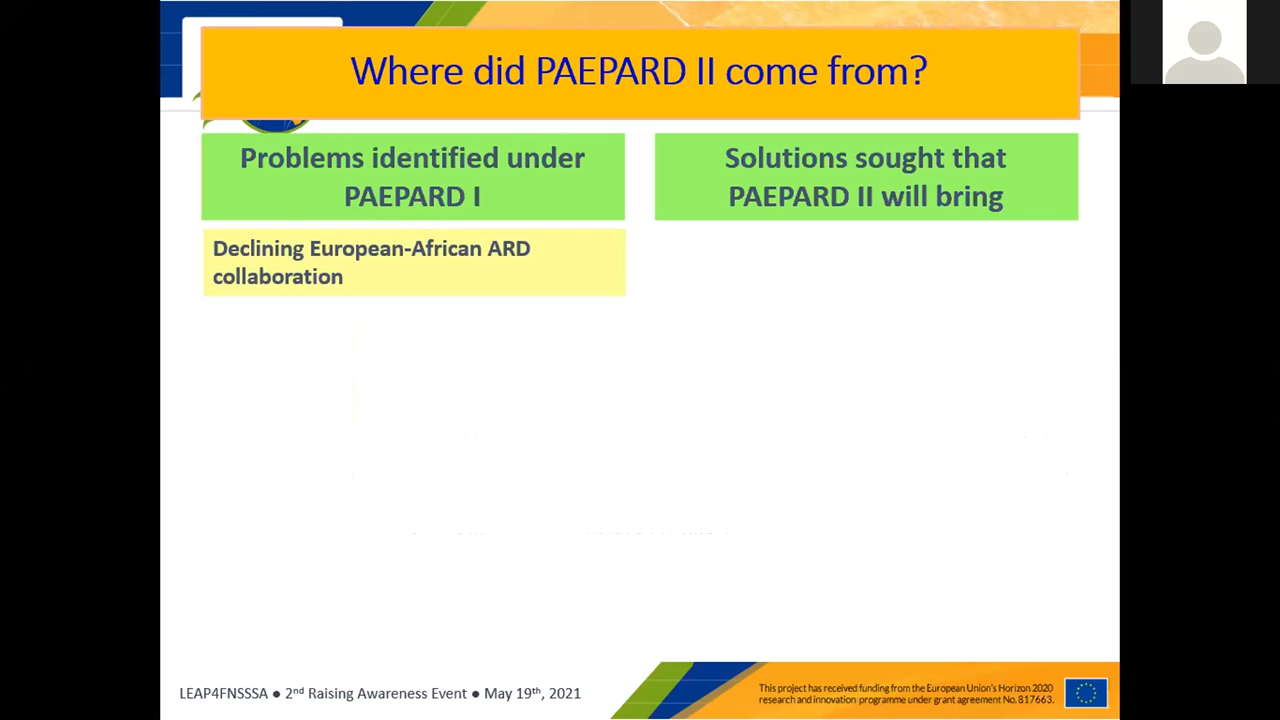 Where did PAEPARD II come from?
Problems identified under
PAEPARD I
Solutions sought that
PAEPARD II will bring
Declining European-African ARD
collaboration
LEAP4FNSSSA ● 2nd Raising Awareness Event ● May 19th, 2021
This project has received funding from the European Union's Horizon 2020
research and innovation programme under grant agreement No.817663.